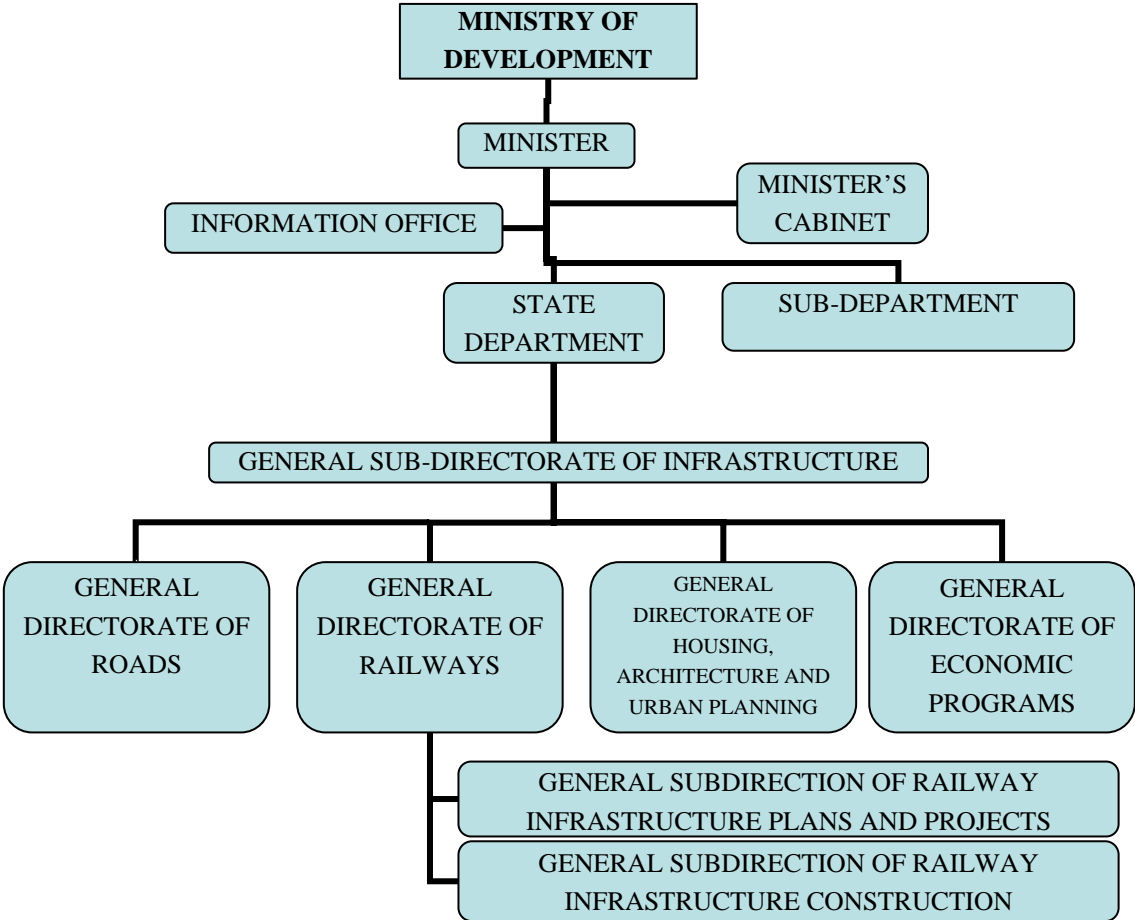 MINISTRY OF
DEVELOPMENT
MINISTER
MINISTER’S
CABINET
INFORMATION OFFICE
STATE
DEPARTMENT
SUB-DEPARTMENT
GENERAL SUB-DIRECTORATE OF INFRASTRUCTURE
GENERAL
DIRECTORATE OF
ROADS
GENERAL
DIRECTORATE OF
RAILWAYS
GENERAL
DIRECTORATE OF
HOUSING,
ARCHITECTURE AND
URBAN PLANNING
GENERAL
DIRECTORATE OF
ECONOMIC
PROGRAMS
GENERAL SUBDIRECTION OF RAILWAY
INFRASTRUCTURE PLANS AND PROJECTS
GENERAL SUBDIRECTION OF RAILWAY
INFRASTRUCTURE CONSTRUCTION